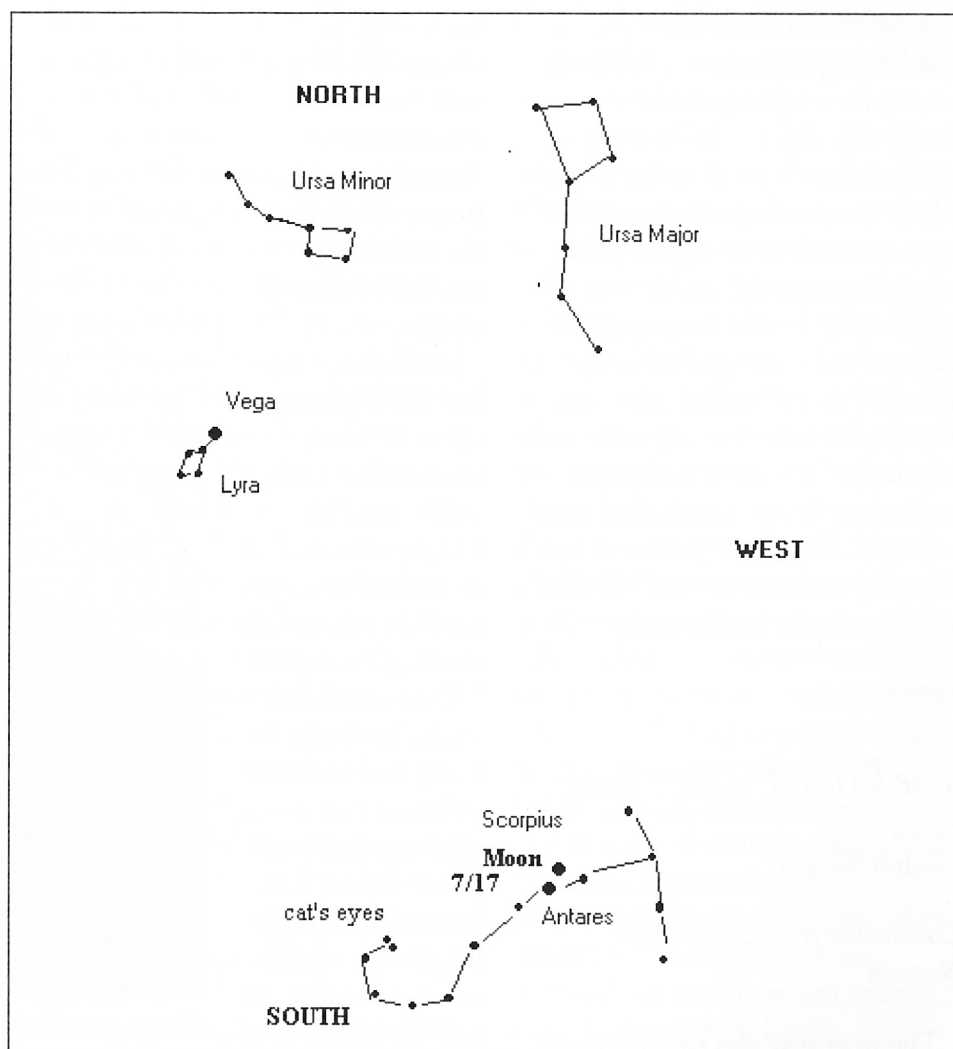 NORTH
Ursa Minor
Ursa Major
Vega
Lyra
WEST
Scorpius
Moon
7/17
Antares
cat's eyes
SOUTH